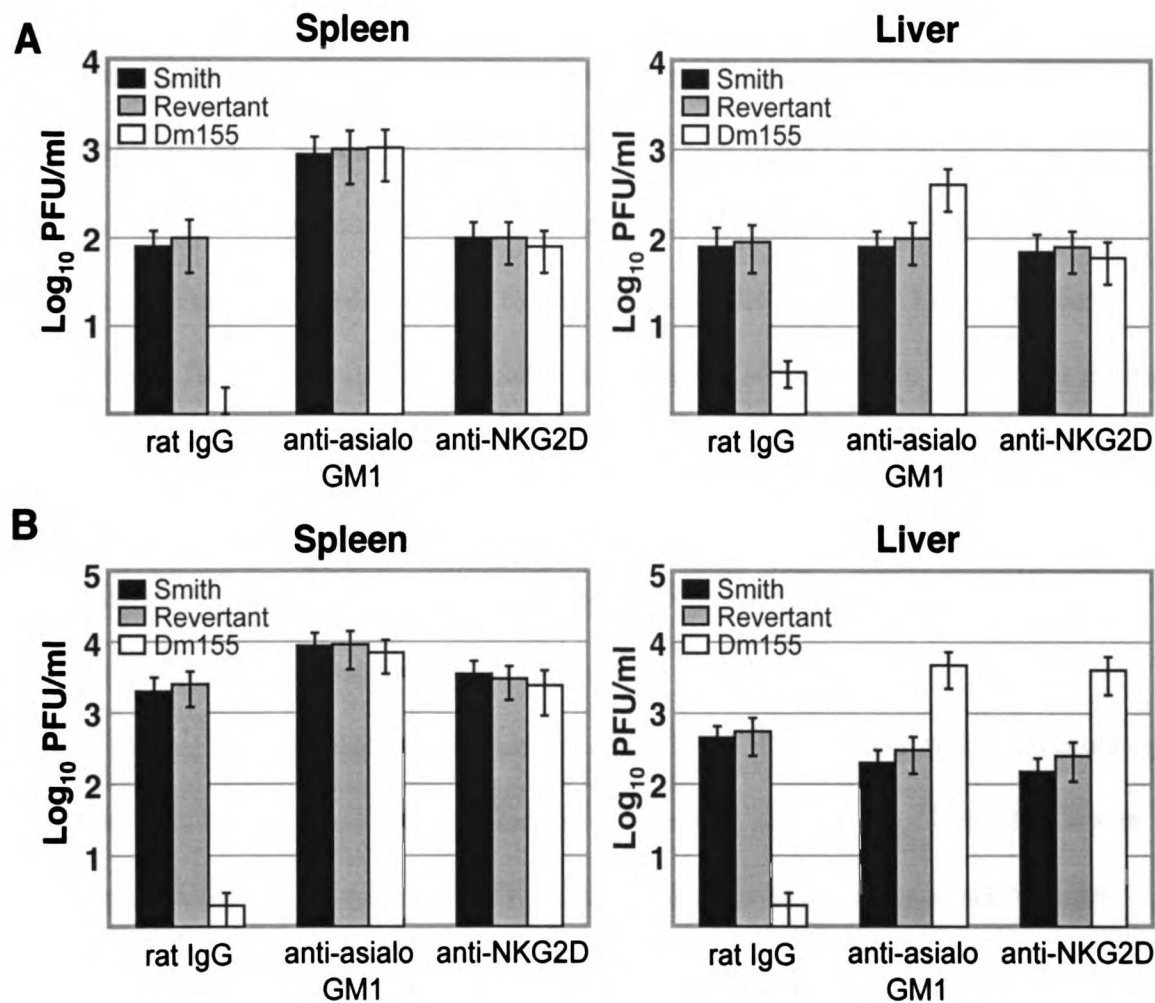 A
Spleen
Liver
Log10 PFU/ml
4
3
2
1
Smith
Revertant
Dm155
rat IgG
anti-asialo
GM1
anti-NKG2D
Log10 PFU/ml
4
3
2
1
Smith
Revertant
Dm155
rat IgG
anti-asialo
GM1
anti-NKG2D
B
Spleen
Liver
Log10 PFU/ml
5
4
3
2
1
Smith
Revertant
Dm155
rat IgG
anti-asialo
GM1
anti-NKG2D
Log10 PFU/ml
5
4
3
2
1
Smith
Revertant
Dm155
rat IgG
anti-asialo
GM1
anti-NKG2D